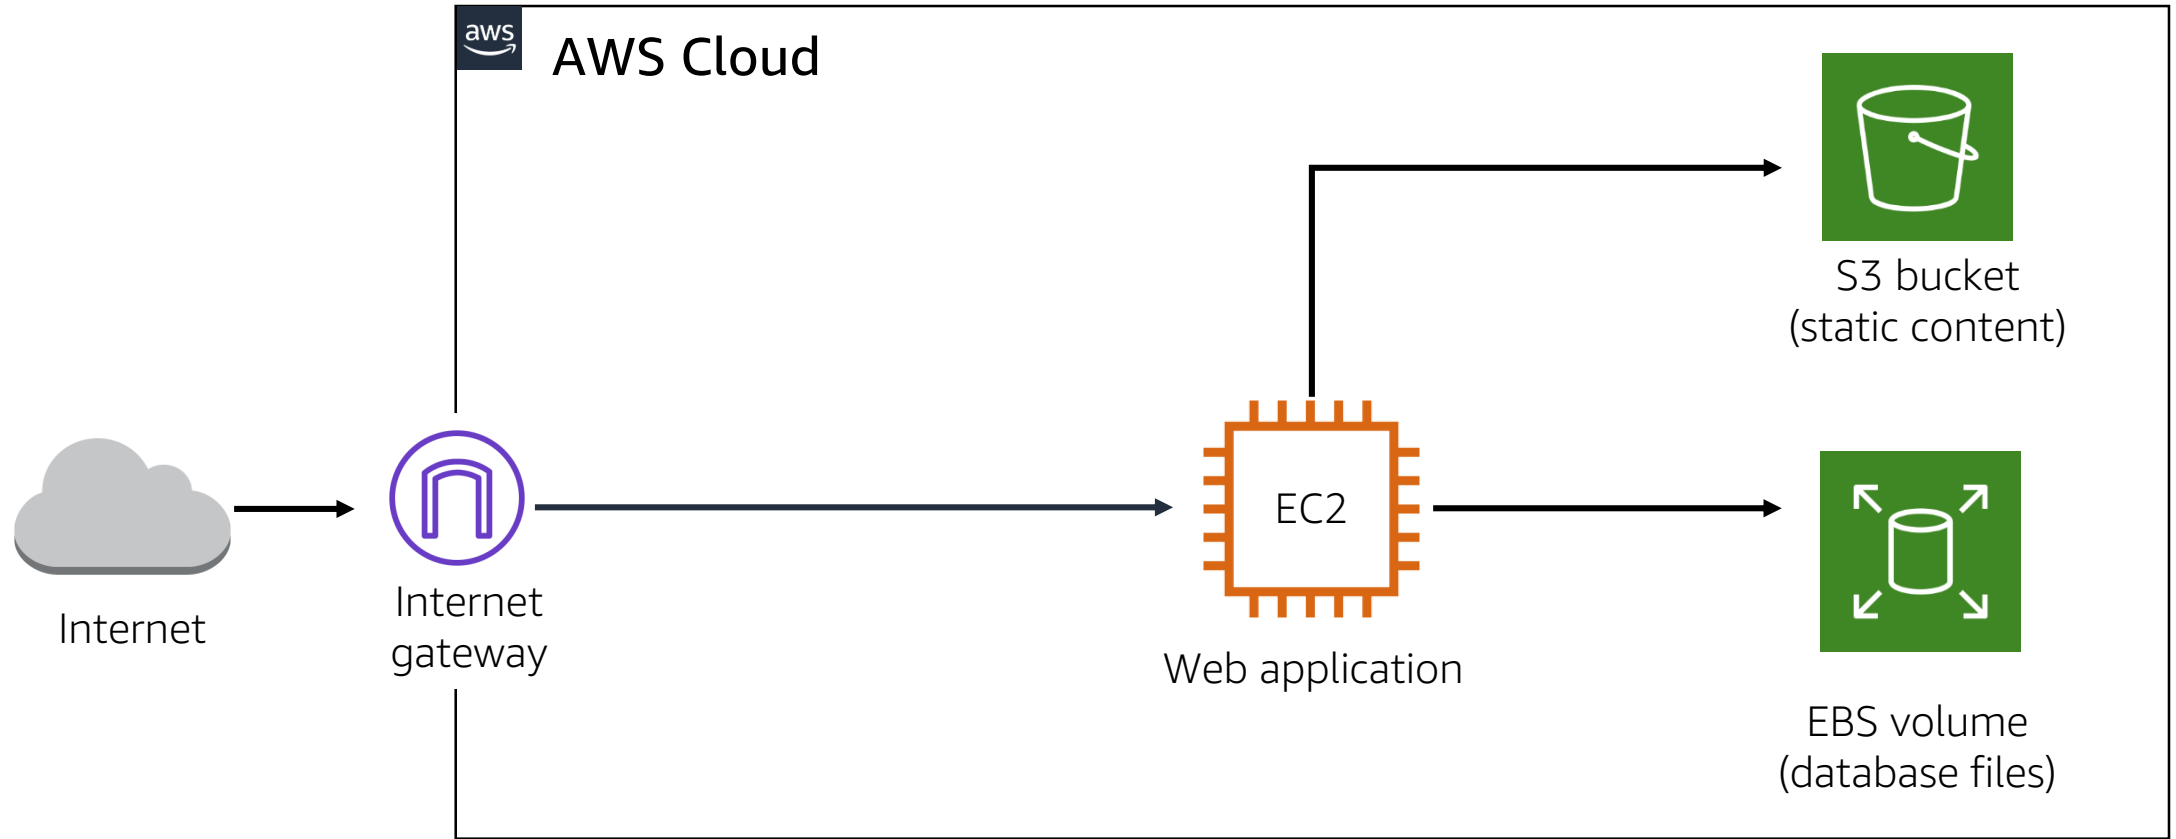 aws
AWS Cloud
S3 bucket
(static content)
EC2
Internet
Internet
gateway
Web application
EBS volume
(database files)